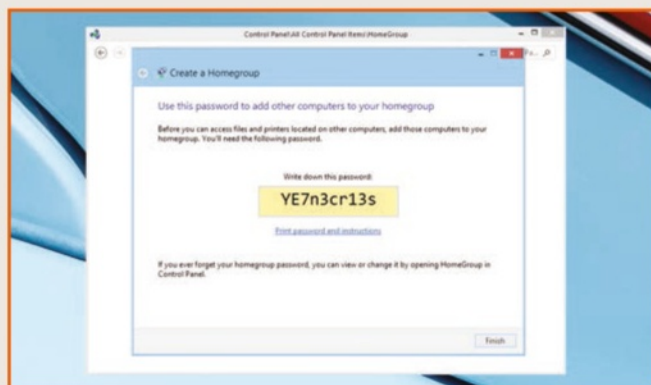 Control Panel\All Control Panel Items\HomeGroup
Pa...
Create a Homegroup
Use this password to add other computers to your homegroup
Before you can access files and printers located on other computers, add those computers to your
homegroup. You'll need the following password.
Write down this password:
YE7n3cr13s
Print password and instructions
If you ever forget your homegroup password, you can view or change it by opening HomeGroup in
Control Panel.
Finish